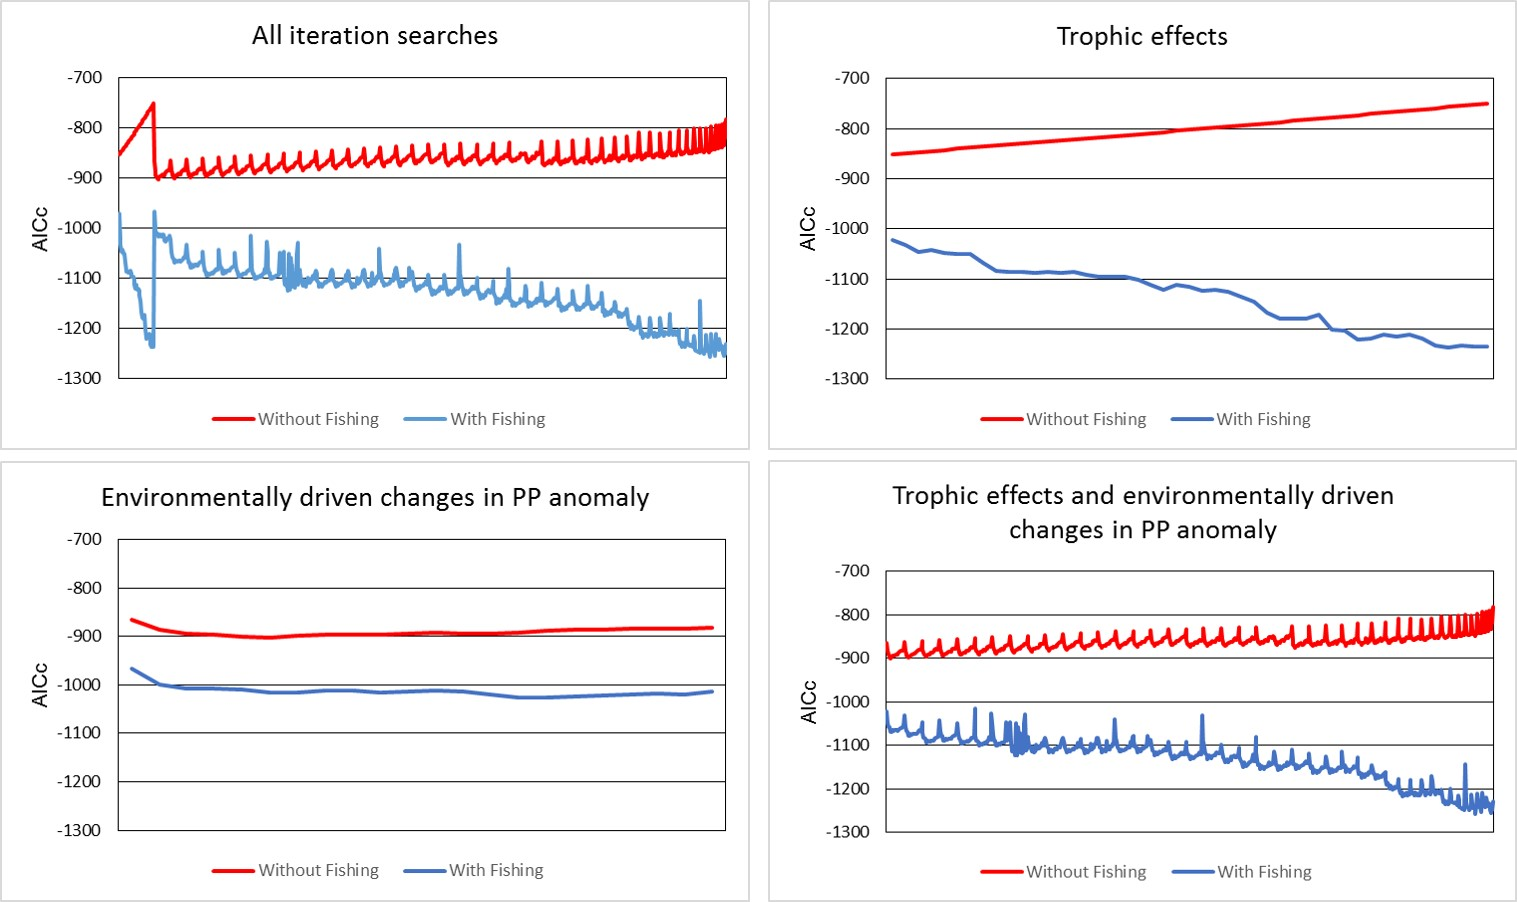 All iteration searches
-700
-800
-900
-1000
-1100
-1200
-1300
AICc
Without Fishing
With Fishing
Trophic effects
-700
-800
-900
-1000
-1100
-1200
-1300
AICc
Without Fishing
With Fishing
Environmentally driven changes in PP anomaly
-700
-800
-900
-1000
-1100
-1200
-1300
AICc
Without Fishing
With Fishing
Trophic effects and environmentally driven
changes in PP anomaly
-700
-800
-900
-1000
-1100
-1200
-1300
AICc
Without Fishing
With Fishing